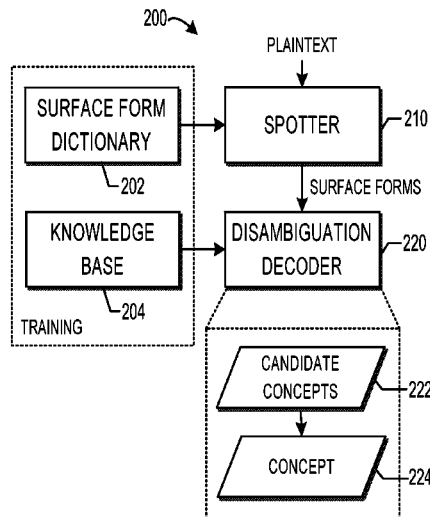 200
PLAINTEXT
SURFACE FORM
DICTIONARY
202
SPOTTER
210
SURFACE FORMS
KNOWLEDGE
BASE
204
TRAINING
DISAMBIGUATION
DECODER
220
CANDIDATE
CONCEPTS
222
CONCEPT
224